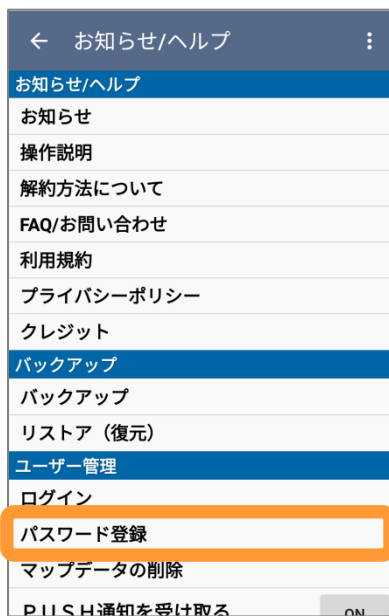 ← お知らせ/ヘルプ
お知らせ/ヘルプ
お知らせ
操作説明
解約方法について
FAQ/お問い合わせ
利用規約
プライバシーポリシー
クレジット
バックアップ
バックアップ
リストア（復元）
ユーザー管理
ログイン
パスワード登録
マップデータの削除
ＰＵＳＨ通知を受け取る ON